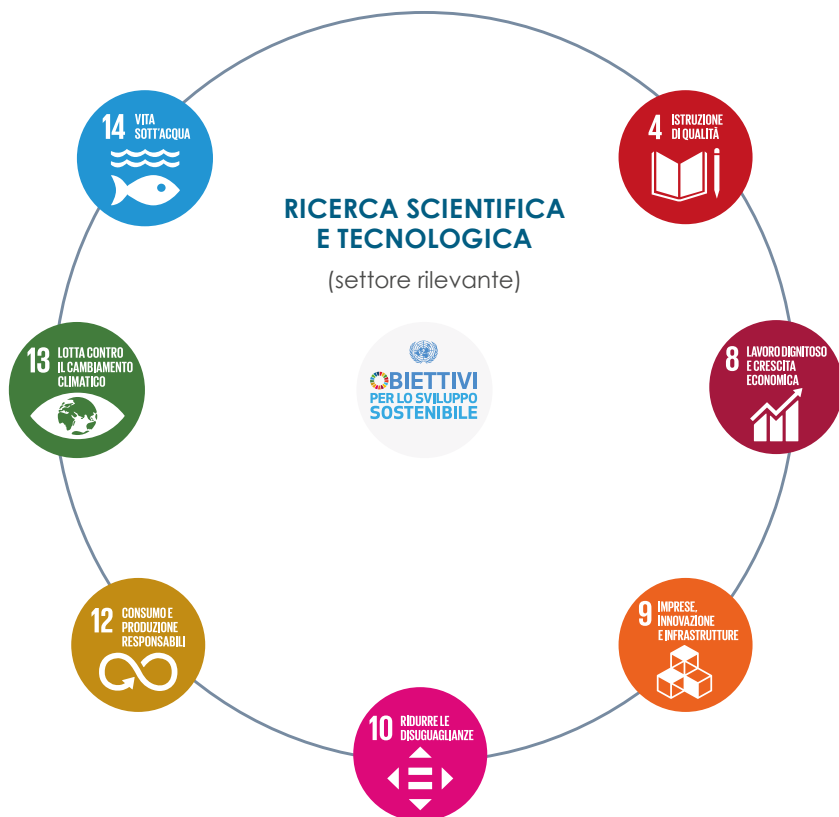 RICERCA SCIENTIFICA
E TECNOLOGICA
(settore rilevante)
OBIETTIVI
PER LO SVILUPPO
SOSTENIBILE
4 ISTRUZIONE
DI QUALITÀ
8 LAVORO DIGNITOSO
E CRESCITA
ECONOMICA
9 IMPRESE,
INNOVAZIONE
E INFRASTRUTTURE
10 RIDURRE LE
DISUGUAGLIANZE
12 CONSUMO E
PRODUZIONE
RESPONSABILI
13 LOTTA CONTRO
IL CAMBIAMENTO
CLIMATICO
14 VITA
SOTT'ACQUA